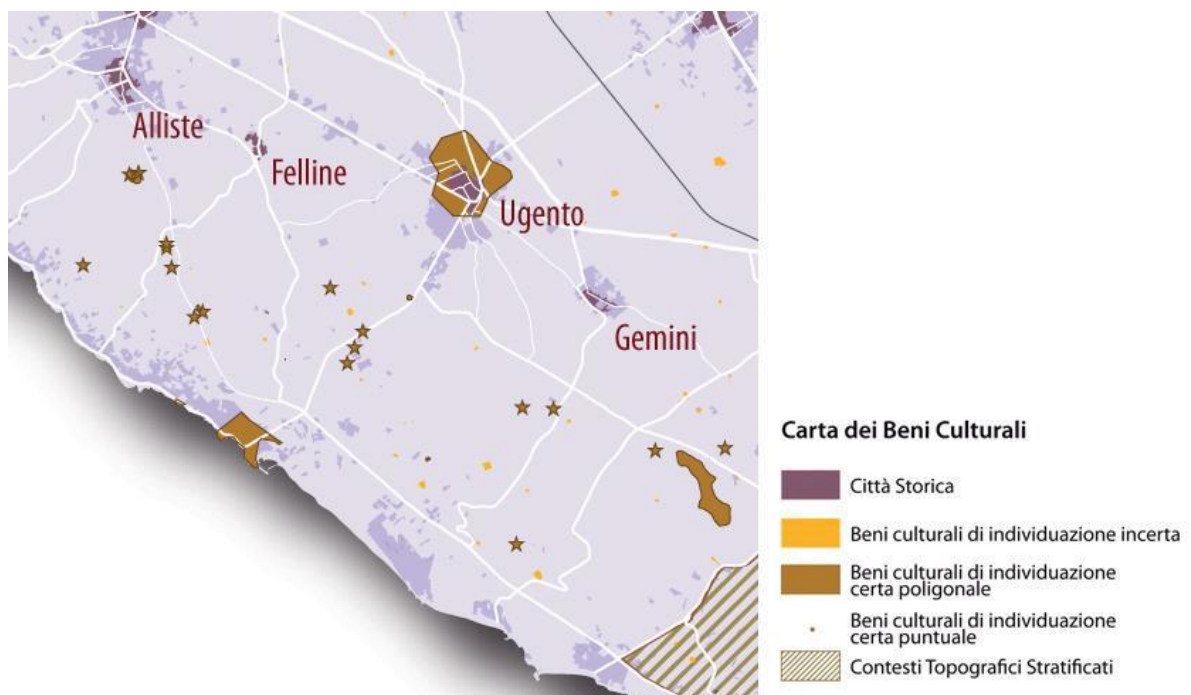 Alliste
Felline
Ugento
Gemini
Carta dei Beni Culturali
Città Storica
Beni culturali di individuazione incerta
Beni culturali di individuazione
certa poligonale
Beni culturali di individuazione
certa puntuale
Contesti Topografici Stratificati